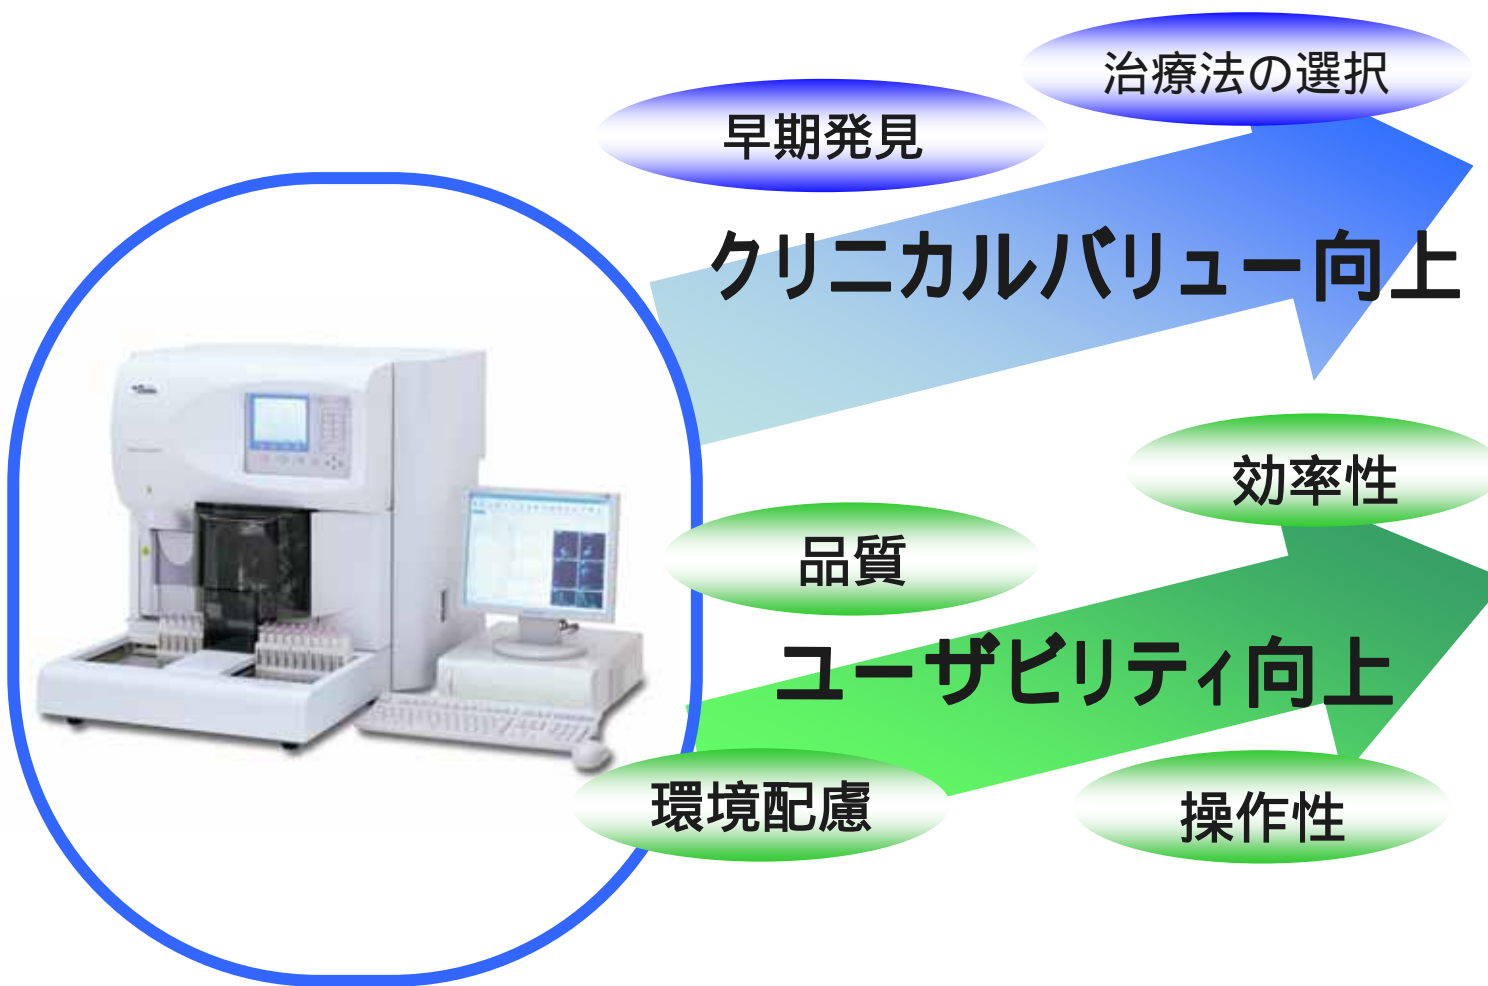 治療法の選択
早期発見
クリニカルバリュー向上
効率性
品質
ユーザビリティ向上
環境配慮
操作性